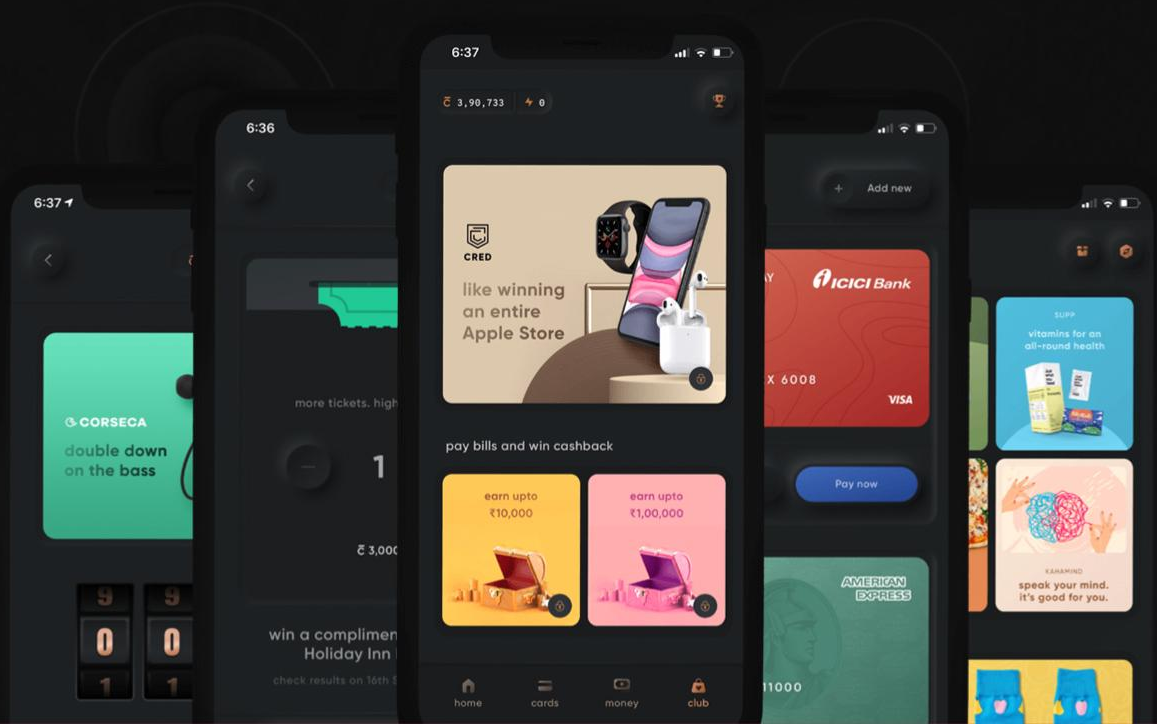 6:37
3,90,733
0
CRED
like winning
an entire
Apple Store
pay bills and win cashback
earn upto
₹10,000
earn upto
₹1,00,000
home
cards
money
club
6:36
more tickets. high
1
3,000
win a complimen
Holiday Inn
check results on 16th
6:37
CORSECA
double down
on the bass
9 9
0 0
1 1
+ Add new
AY
ICICI Bank
X 6008
VISA
Pay now
AMERICAN
EXPRESS
11000
SUPP
vitamins for an
all-round health
KAHAMIND
speak your mind.
it's good for you.